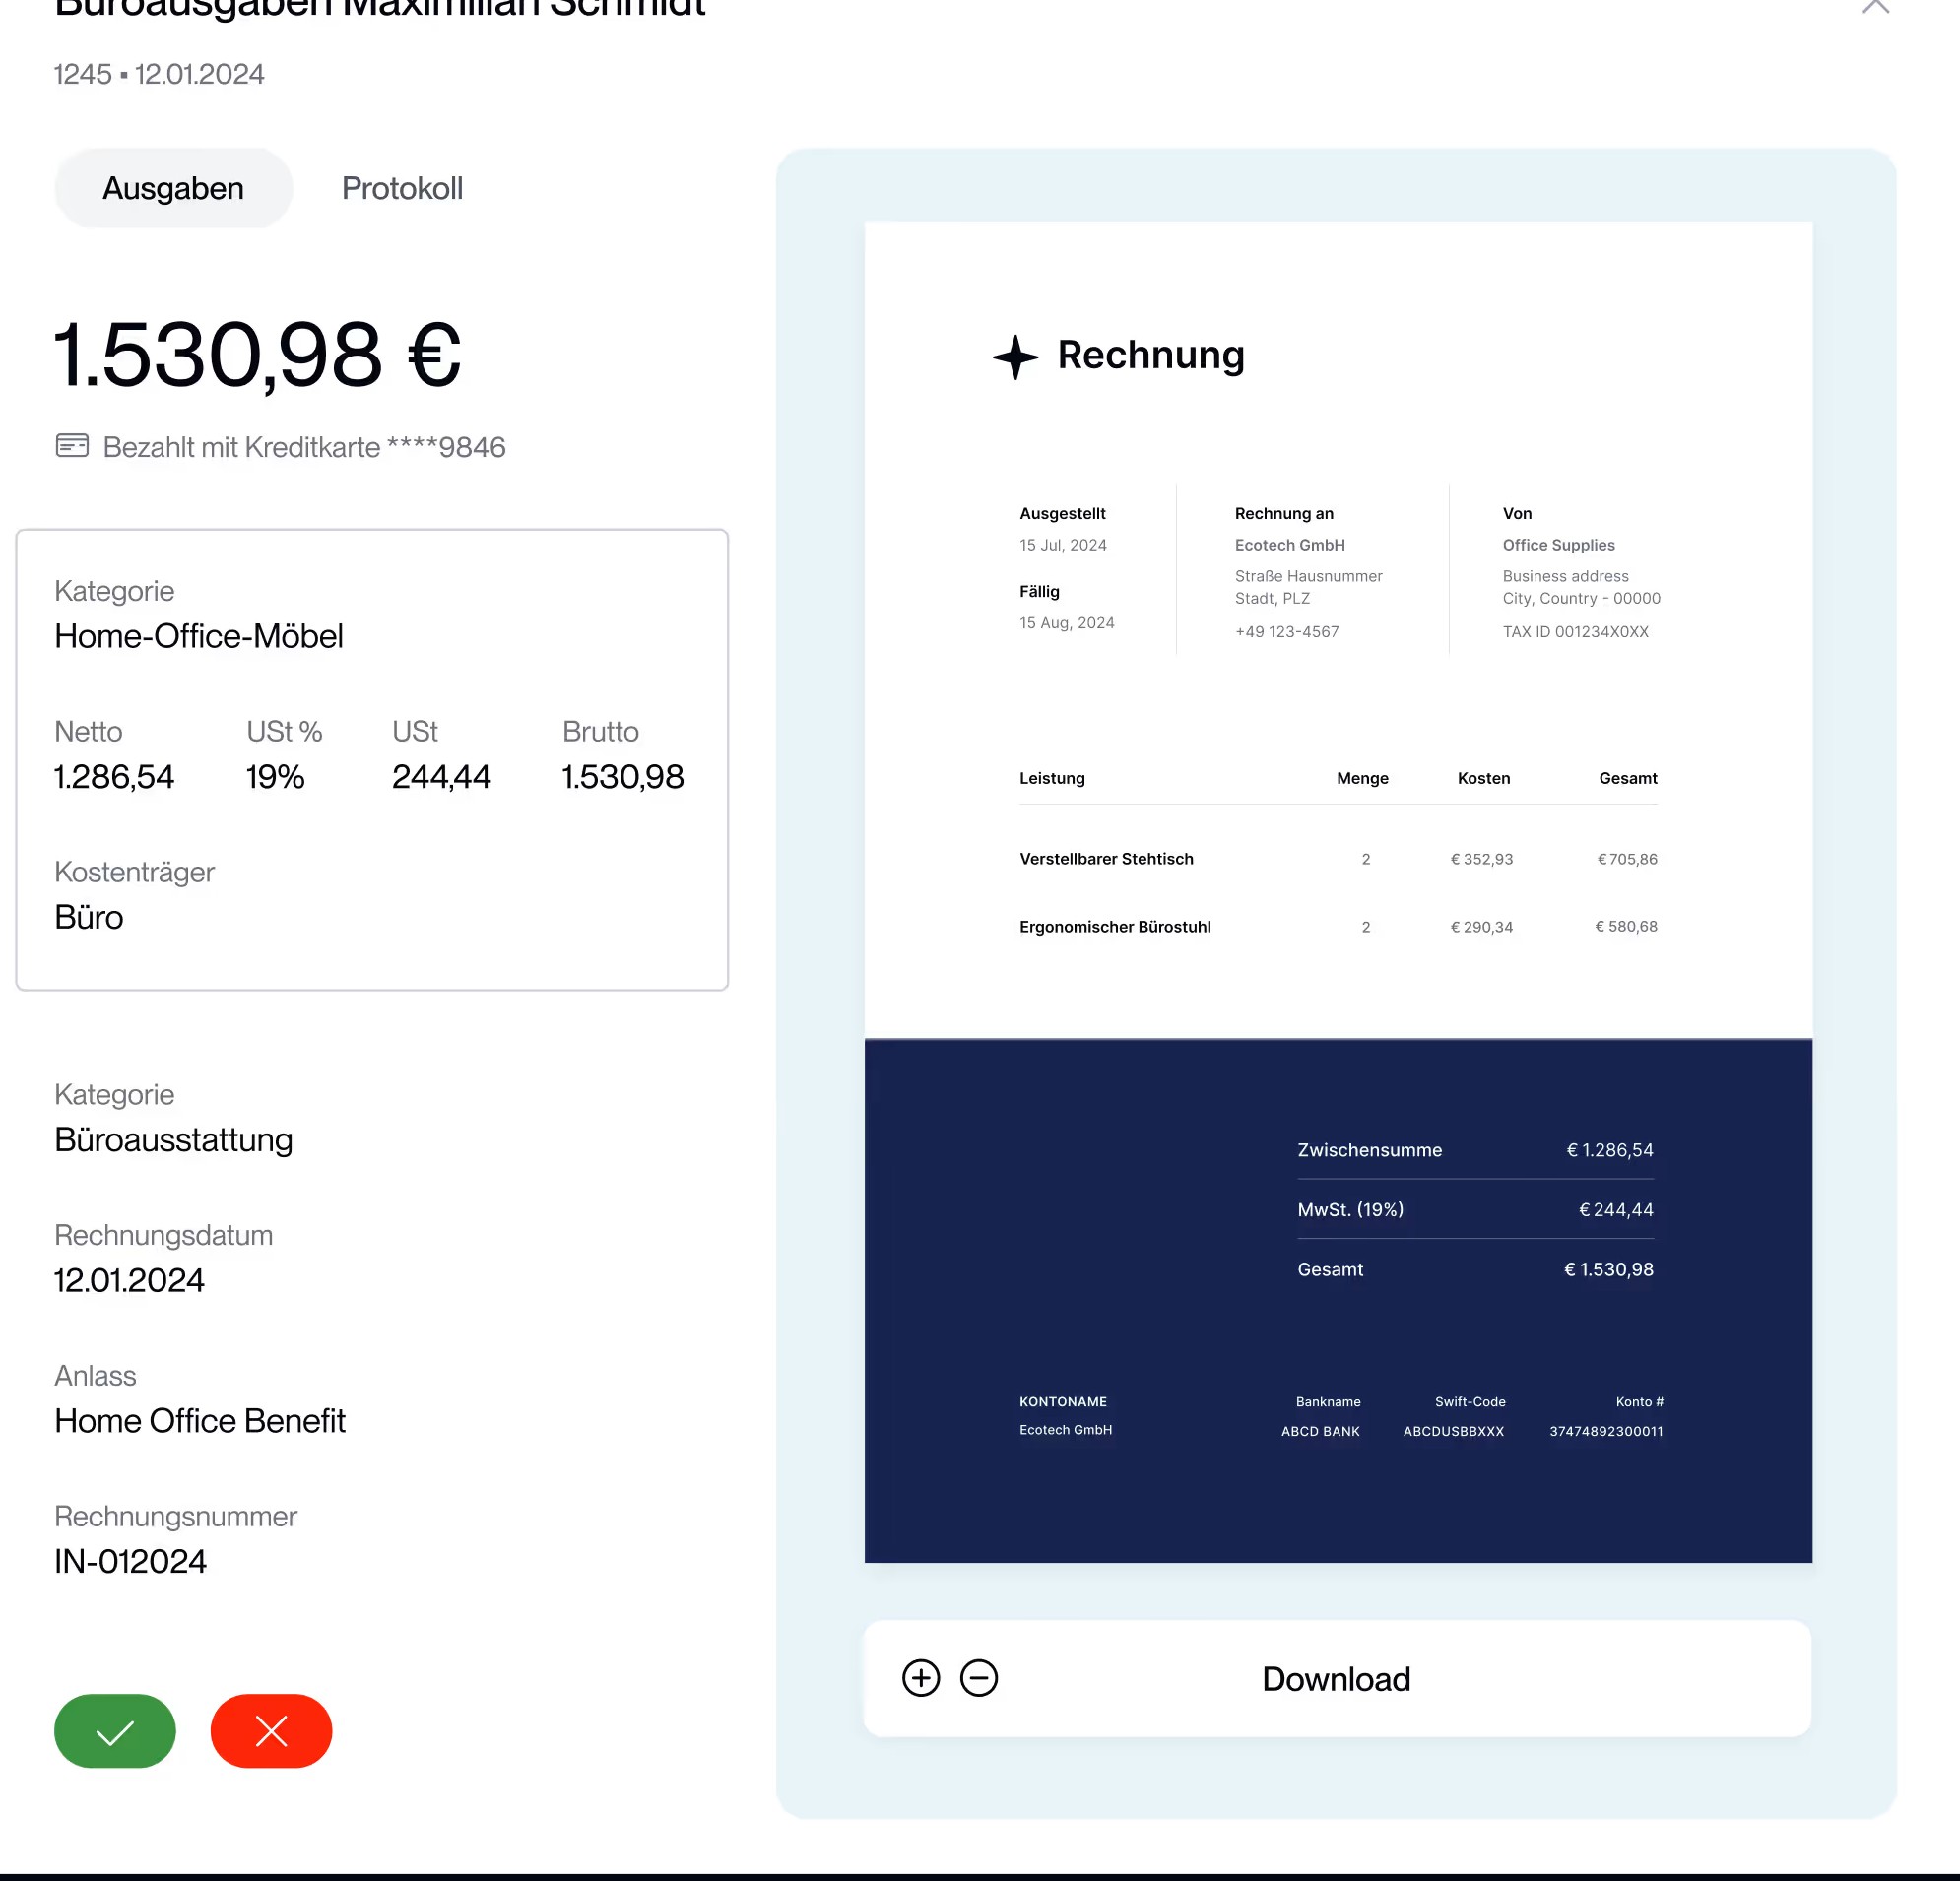 Büroausgaben Maximilian Schmidt
1245 ▪ 12.01.2024
Ausgaben
Protokoll
1.530,98 €
Bezahlt mit Kreditkarte ****9846
Kategorie
Home-Office-Möbel
Netto USt % USt Brutto
1.286,54 19% 244,44 1.530,98
Kostenträger
Büro
Kategorie
Büroausstattung
Rechnungsdatum
12.01.2024
Anlass
Home Office Benefit
Rechnungsnummer
IN-012024
Rechnung
Ausgestellt
15 Jul, 2024
Fällig
15 Aug, 2024
Rechnung an
Ecotech GmbH
Straße Hausnummer
Stadt, PLZ
+49 123-4567
Von
Office Supplies
Business address
City, Country - 00000
TAX ID 001234X0XX
Leistung Menge Kosten Gesamt
Verstellbarer Stehtisch 2 € 352,93 € 705,86
Ergonomischer Bürostuhl 2 € 290,34 € 580,68
Zwischensumme € 1.286,54
MwSt. (19%) € 244,44
Gesamt € 1.530,98
KONTONAME
Ecotech GmbH
Bankname Swift-Code Konto #
ABCD BANK ABCDUSBBXXX 37474892300011
Download